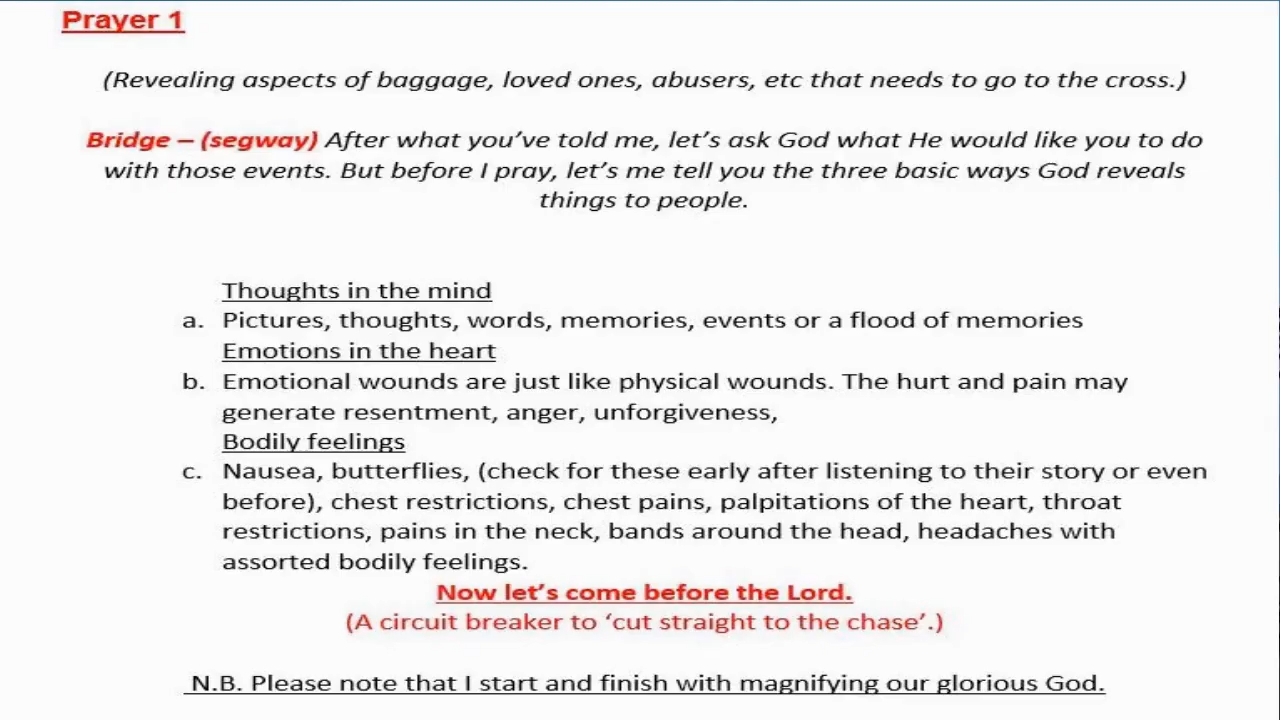 Prayer 1
(Revealing aspects of baggage, loved ones, abusers, etc that needs to go to the cross.)
Bridge – (segway) After what you’ve told me, let’s ask God what He would like you to do
with those events. But before I pray, let’s me tell you the three basic ways God reveals
things to people.
Thoughts in the mind
a. Pictures, thoughts, words, memories, events or a flood of memories
Emotions in the heart
b. Emotional wounds are just like physical wounds. The hurt and pain may
generate resentment, anger, unforgiveness,
Bodily feelings
c. Nausea, butterflies, (check for these early after listening to their story or even
before), chest restrictions, chest pains, palpitations of the heart, throat
restrictions, pains in the neck, bands around the head, headaches with
assorted bodily feelings.
Now let’s come before the Lord.
(A circuit breaker to ‘cut straight to the chase’.)
N.B. Please note that I start and finish with magnifying our glorious God.